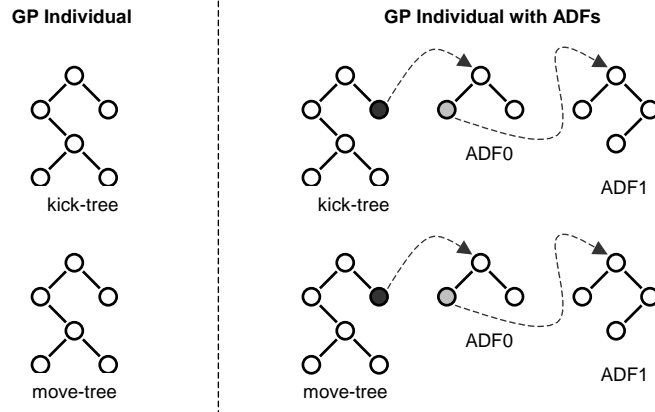 GP Individual
GP Individual with ADFs
ADF0
ADF1
kick-tree
kick-tree
ADF0
ADF1
move-tree
move-tree